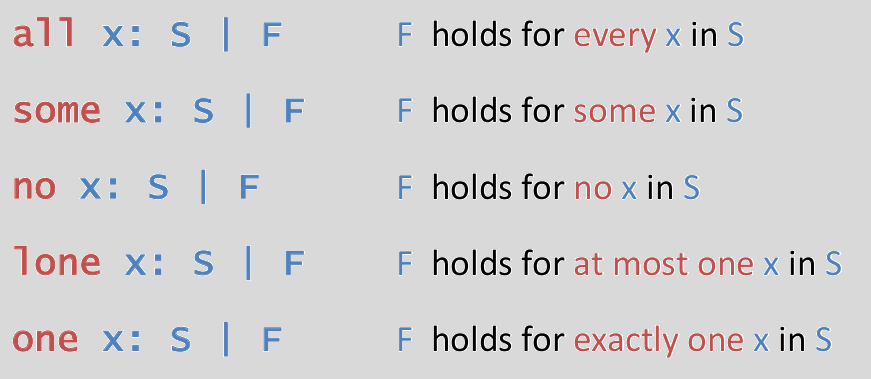 all x: S | F F holds for every x in S
some x: S | F F holds for some x in S
no x: S | F F holds for no x in S
lone x: S | F F holds for at most one x in S
one x: S | F F holds for exactly one x in S